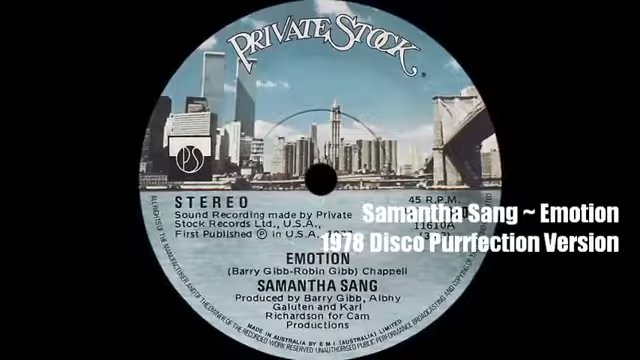 PRIVATE STOCK
PS
STEREO
45 R.P.M.
Sound Recording made by Private
Stock Records Ltd., U.S.A.,
First Published Ⓟ in U.S.A.
11610A
Samantha Sang ~ Emotion
1978 Disco Purrfection Version
EMOTION
(Barry Gibb-Robin Gibb) Chappell
SAMANTHA SANG
Produced by Barry Gibb, Albhy
Galuten and Karl
Richardson for Cam
Productions
MADE IN AUSTRALIA BY E M I (AUSTRALIA) LIMITED